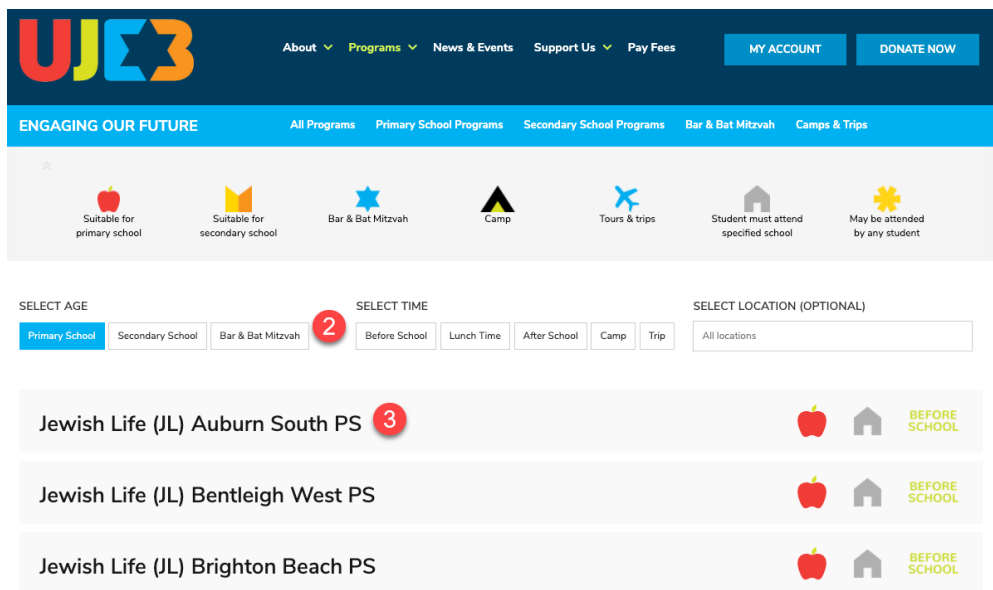 UJEB
About Programs News & Events Support Us Pay Fees MY ACCOUNT DONATE NOW
ENGAGING OUR FUTURE All Programs Primary School Programs Secondary School Programs Bar & Bat Mitzvah Camps & Trips
Suitable for
primary school
Suitable for
secondary school
Bar & Bat Mitzvah
Camp
Tours & trips
Student must attend
specified school
May be attended
by any student
SELECT AGE SELECT TIME SELECT LOCATION (OPTIONAL)
Primary School Secondary School Bar & Bat Mitzvah 2 Before School Lunch Time After School Camp Trip All locations
Jewish Life (JL) Auburn South PS 3
BEFORE
SCHOOL
Jewish Life (JL) Bentleigh West PS
BEFORE
SCHOOL
Jewish Life (JL) Brighton Beach PS
BEFORE
SCHOOL